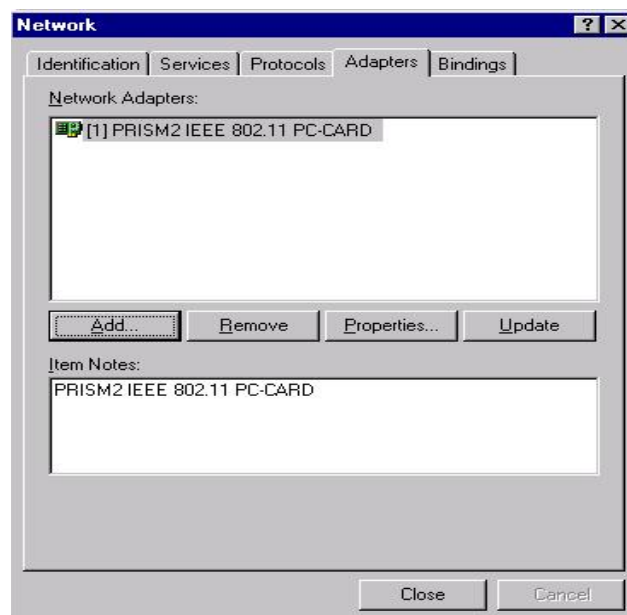 Network
Identification Services Protocols Adapters Bindings
Network Adapters:
[1] PRISM2 IEEE 802.11 PC-CARD
Add... Remove Properties... Update
Item Notes:
PRISM2 IEEE 802.11 PC-CARD
Close Cancel